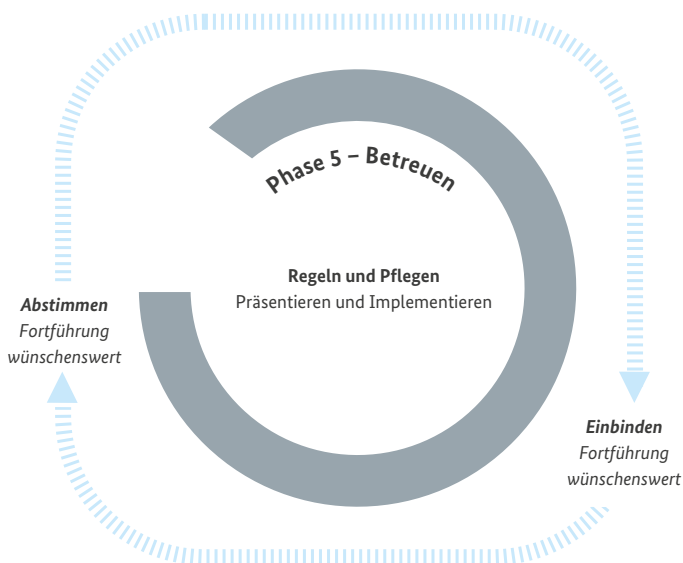 Phase 5 – Betreuen
Regeln und Pflegen
Präsentieren und Implementieren
Abstimmen
Fortführung
wünschenswert
Einbinden
Fortführung
wünschenswert